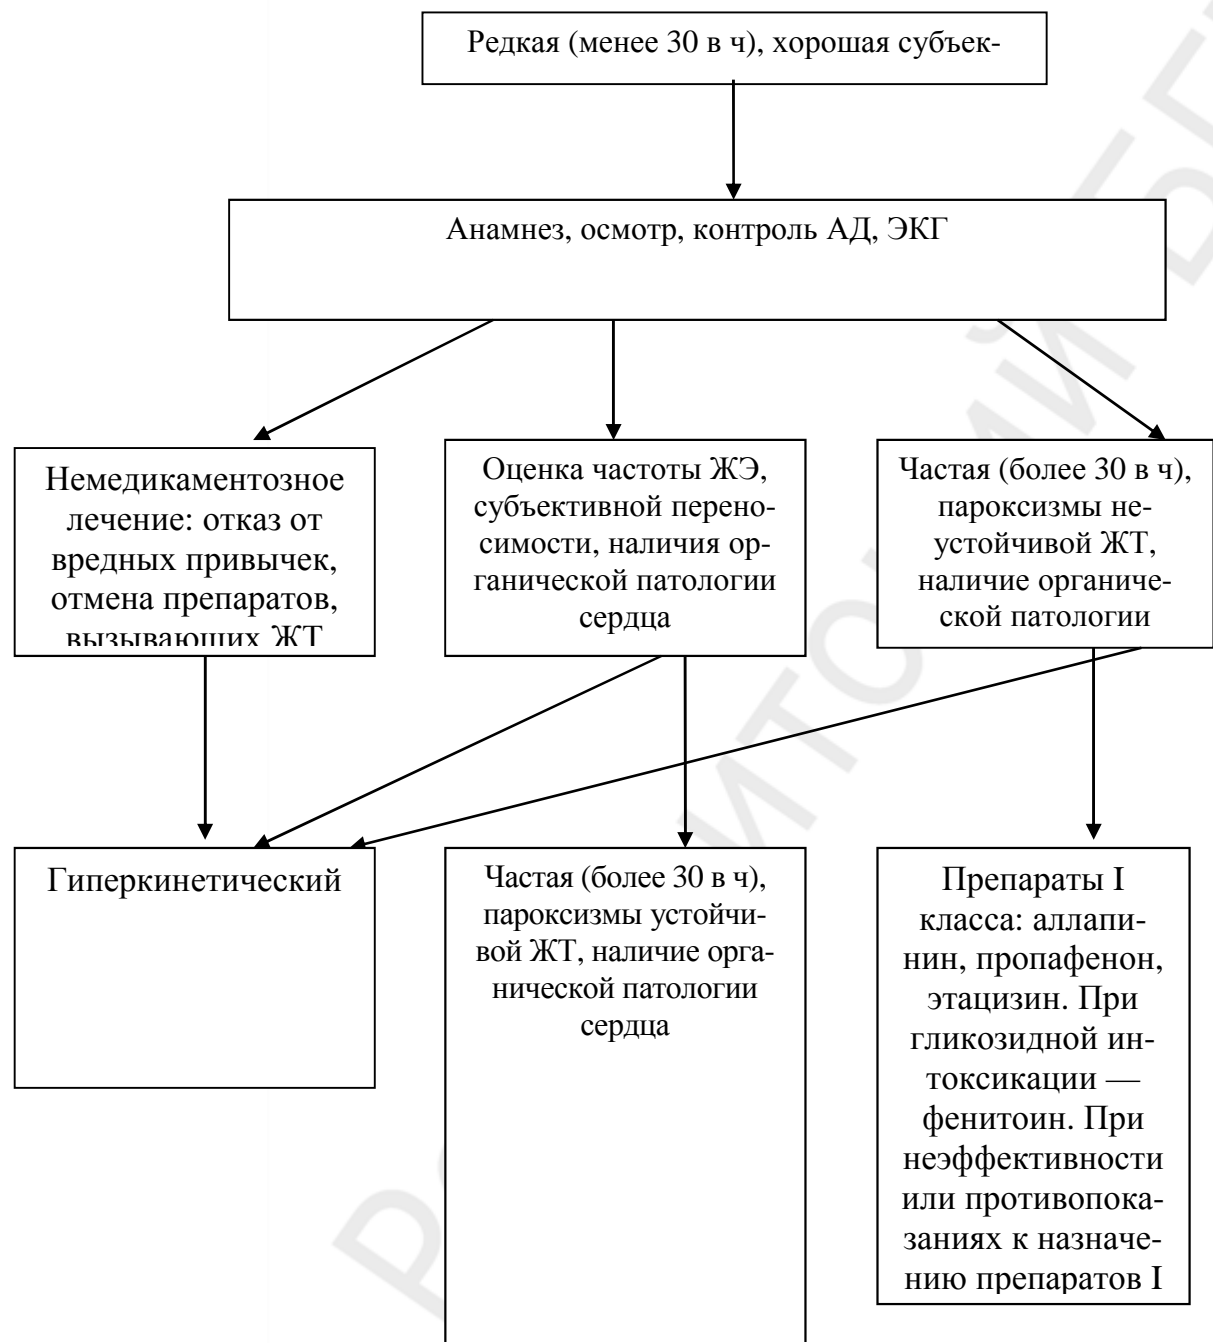 Редкая (менее 30 в ч), хорошая субъек-
Анамнез, осмотр, контроль АД, ЭКГ
Немедикаментозное
лечение: отказ от
вредных привычек,
отмена препаратов,
вызывающих ЖТ
Оценка частоты ЖЭ,
субъективной перено-
симости, наличия ор-
ганической патологии
сердца
Частая (более 30 в ч),
пароксизмы не-
устойчивой ЖТ,
наличие органиче-
ской патологии
Гиперкинетический
Частая (более 30 в ч),
пароксизмы устойчи-
вой ЖТ, наличие орга-
нической патологии
сердца
Препараты I
класса: аллапи-
нин, пропафенон,
этацизин. При
гликозидной ин-
токсикации —
фенитоин. При
неэффективности
или противопока-
заниях к назначе-
нию препаратов I